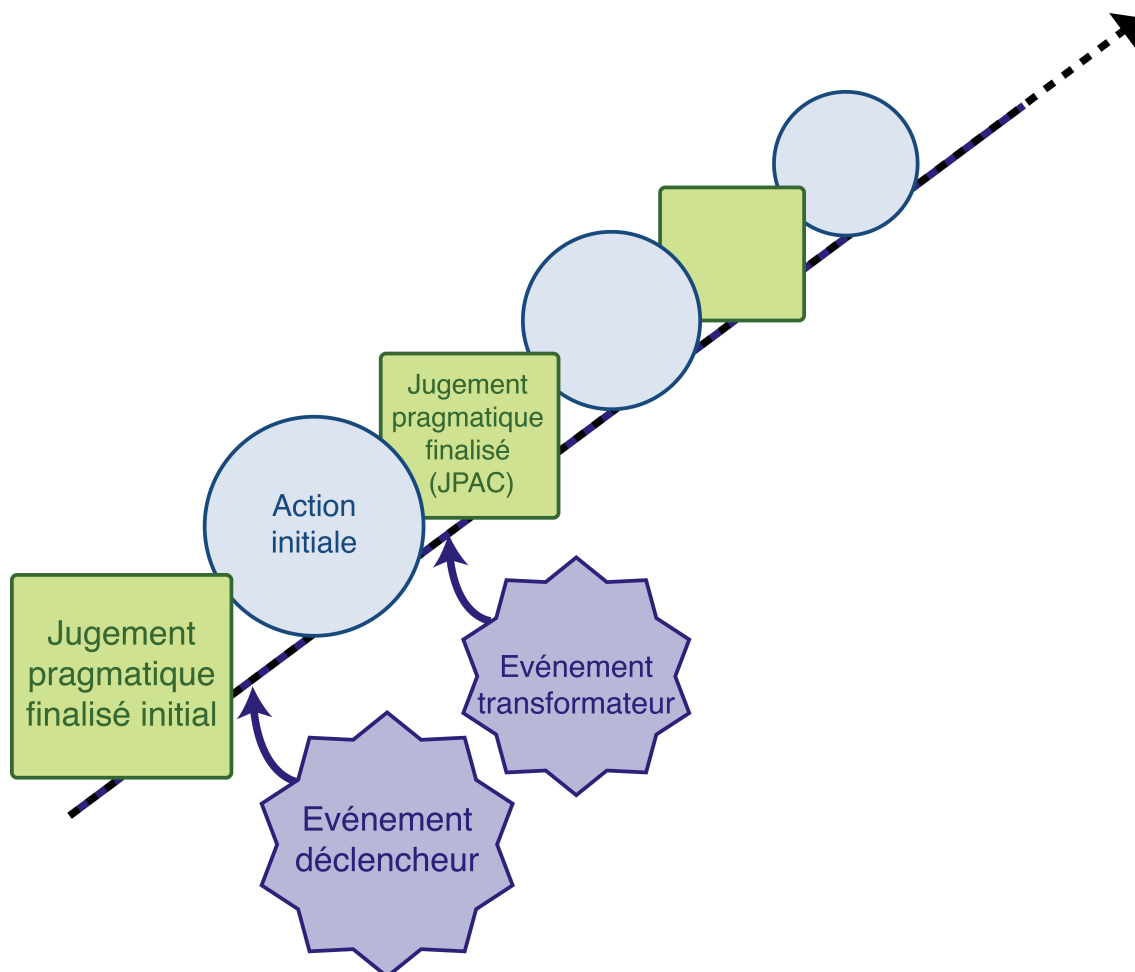 Jugement
pragmatique
finalisé
(JPAC)
Action
initiale
Jugement
pragmatique
finalisé initial
Evénement
transformateur
Evénement
déclencheur